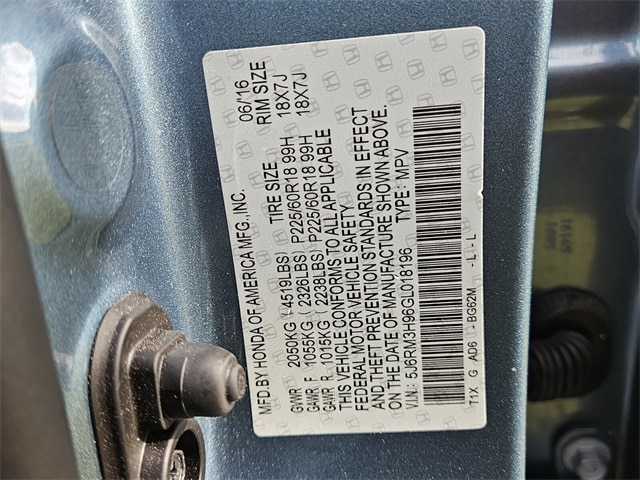 MFD.BY HONDA OF AMERICA MFG.,INC. 06/16
TIRE SIZE RIM SIZE
GVWR 2050KG (4519LBS)
GAWR F 1055KG (2326LBS) P225/60R18 99H 18X7J
GAWR R 1015KG (2238LBS) P225/60R18 99H 18X7J
THIS VEHICLE CONFORMS TO ALL APPLICABLE
FEDERAL MOTOR VEHICLE SAFETY
AND THEFT PREVENTION STANDARDS IN EFFECT
ON THE DATE OF MANUFACTURE SHOWN ABOVE.
V.I.N.: 5J6RM3H96GL018196 TYPE: MPV
T1X G AD6 -BG62M -L-L